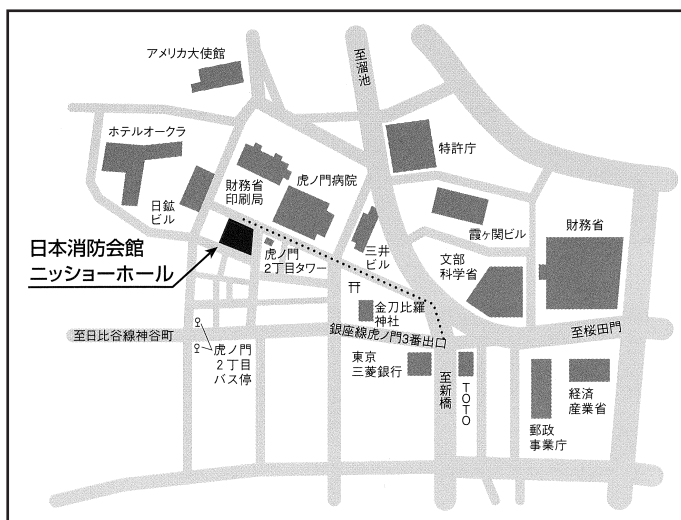 アメリカ大使館
至溜池
ホテルオークラ
特許庁
財務省
印刷局
虎ノ門病院
日鉱
ビル
霞ヶ関ビル
財務省
日本消防会館
ニッショーホール
虎ノ門
2丁目タワー
三井
ビル
文部
科学省
金刀比羅
神社
至日比谷線神谷町
銀座線虎ノ門3番出口
至桜田門
虎ノ門
2丁目
バス停
東京
三菱銀行
至新橋
TOTO
経済
産業省
郵政
事業庁